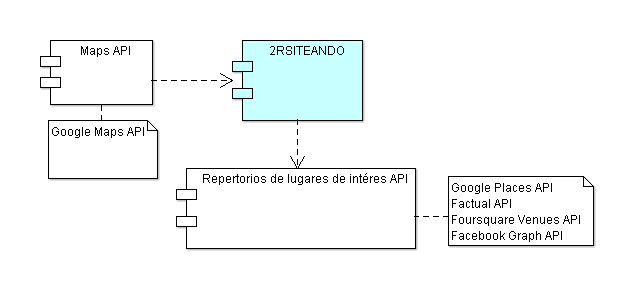 Maps API
2RSITEANDO
Google Maps API
Repertorios de lugares de intéres API
Google Places API
Factual API
Foursquare Venues API
Facebook Graph API